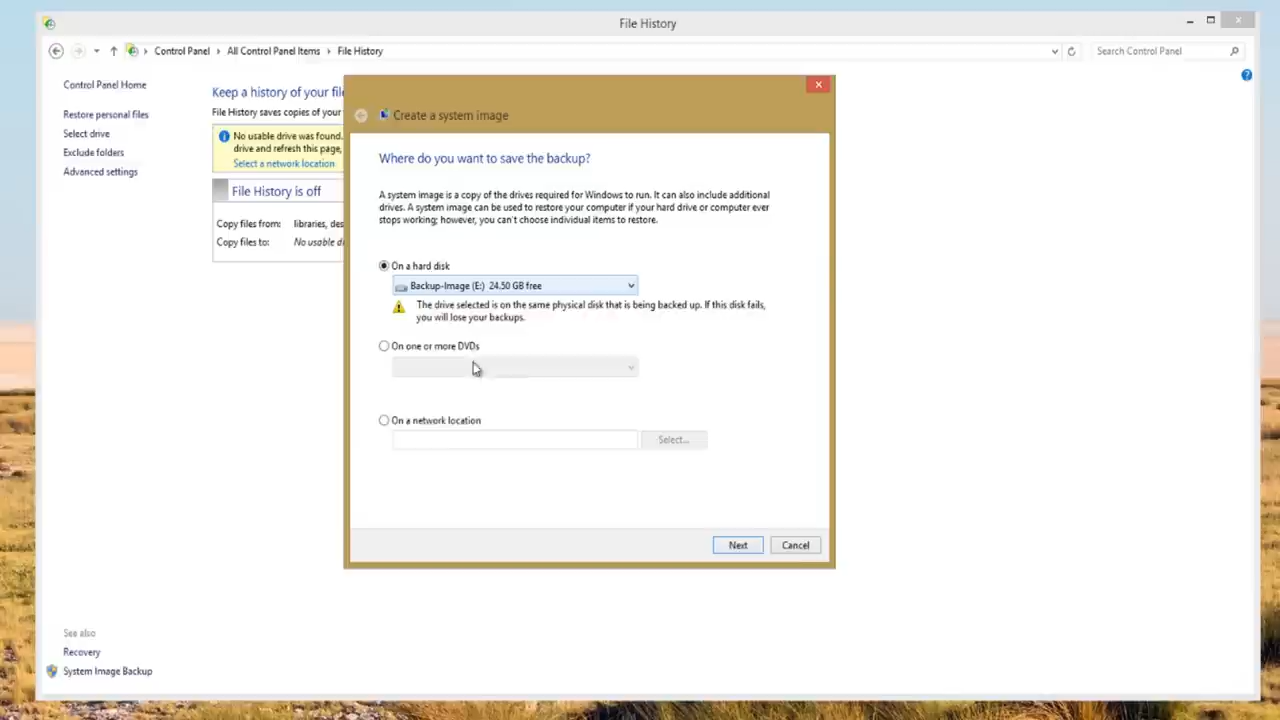 File History
Control Panel › All Control Panel Items › File History
Search Control Panel
Control Panel Home
Restore personal files
Select drive
Exclude folders
Advanced settings
Keep a history of your file
File History saves copies of your
No usable drive was found.
drive and refresh this page,
Select a network location
File History is off
Copy files from: libraries, des
Copy files to: No usable d
Create a system image
Where do you want to save the backup?
A system image is a copy of the drives required for Windows to run. It can also include additional
drives. A system image can be used to restore your computer if your hard drive or computer ever
stops working; however, you can't choose individual items to restore.
On a hard disk
Backup-Image (E:) 24.50 GB free
The drive selected is on the same physical disk that is being backed up. If this disk fails,
you will lose your backups.
On one or more DVDs
On a network location
Select...
Next
Cancel
See also
Recovery
System Image Backup